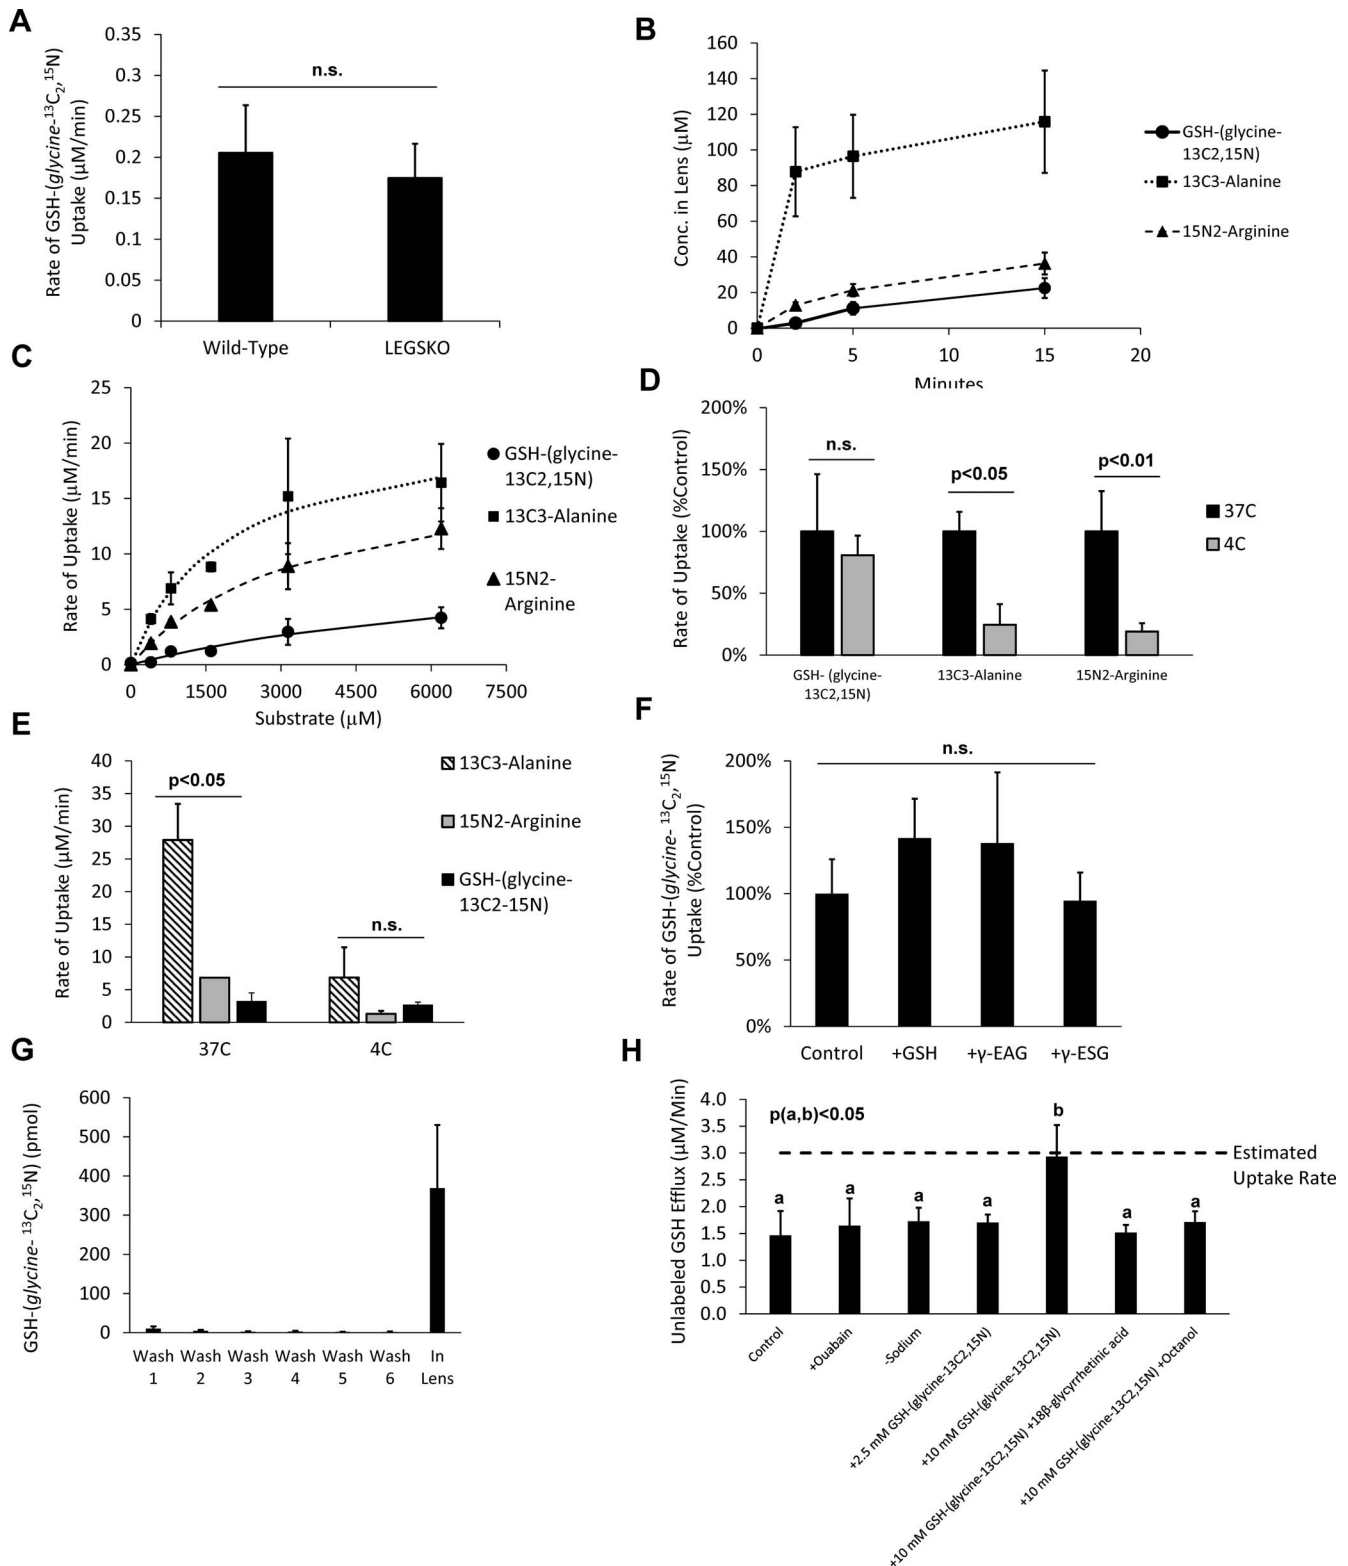 A
Rate of GSH-(glycine-¹³C₂,¹⁵N)
Uptake (µM/min)
0.35
0.3
0.25
0.2
0.15
0.1
0.05
0
n.s.
Wild-Type
LEGSKO
B
Conc. in Lens (µM)
160
140
120
100
80
60
40
20
0
0
5
10
15
20
Minutes
GSH-(glycine-
13C2,15N)
13C3-Alanine
15N2-Arginine
C
Rate of Uptake (µM/min)
25
20
15
10
5
0
0
1500
3000
4500
6000
7500
Substrate (µM)
GSH-(glycine-
13C2,15N)
13C3-Alanine
15N2-
Arginine
D
Rate of Uptake (%Control)
200%
150%
100%
50%
0%
n.s.
p<0.05
p<0.01
37C
4C
GSH- (glycine-
13C2,15N)
13C3-Alanine
15N2-Arginine
E
Rate of Uptake (µM/min)
40
35
30
25
20
15
10
5
0
p<0.05
n.s.
37C
4C
13C3-Alanine
15N2-Arginine
GSH-(glycine-
13C2-15N)
F
Rate of GSH-(glycine- ¹³C₂,¹⁵N)
Uptake (%Control)
200%
150%
100%
50%
0%
n.s.
Control
+GSH
+γ-EAG
+γ-ESG
G
GSH-(glycine- ¹³C₂,¹⁵N) (pmol)
600
500
400
300
200
100
0
Wash
1
Wash
2
Wash
3
Wash
4
Wash
5
Wash
6
In
Lens
H
Unlabeled GSH Efflux (µM/Min)
4.0
3.5
3.0
2.5
2.0
1.5
1.0
0.5
0.0
p(a,b)<0.05
a
a
a
a
b
a
a
Estimated
Uptake Rate
Control
+Ouabain
-Sodium
+2.5 mM GSH-(glycine-13C2,15N)
+10 mM GSH-(glycine-13C2,15N)
+10 mM GSH-(glycine-13C2,15N) +18β-glycyrrhetinic acid
+10 mM GSH-(glycine-13C2,15N) +Octanol